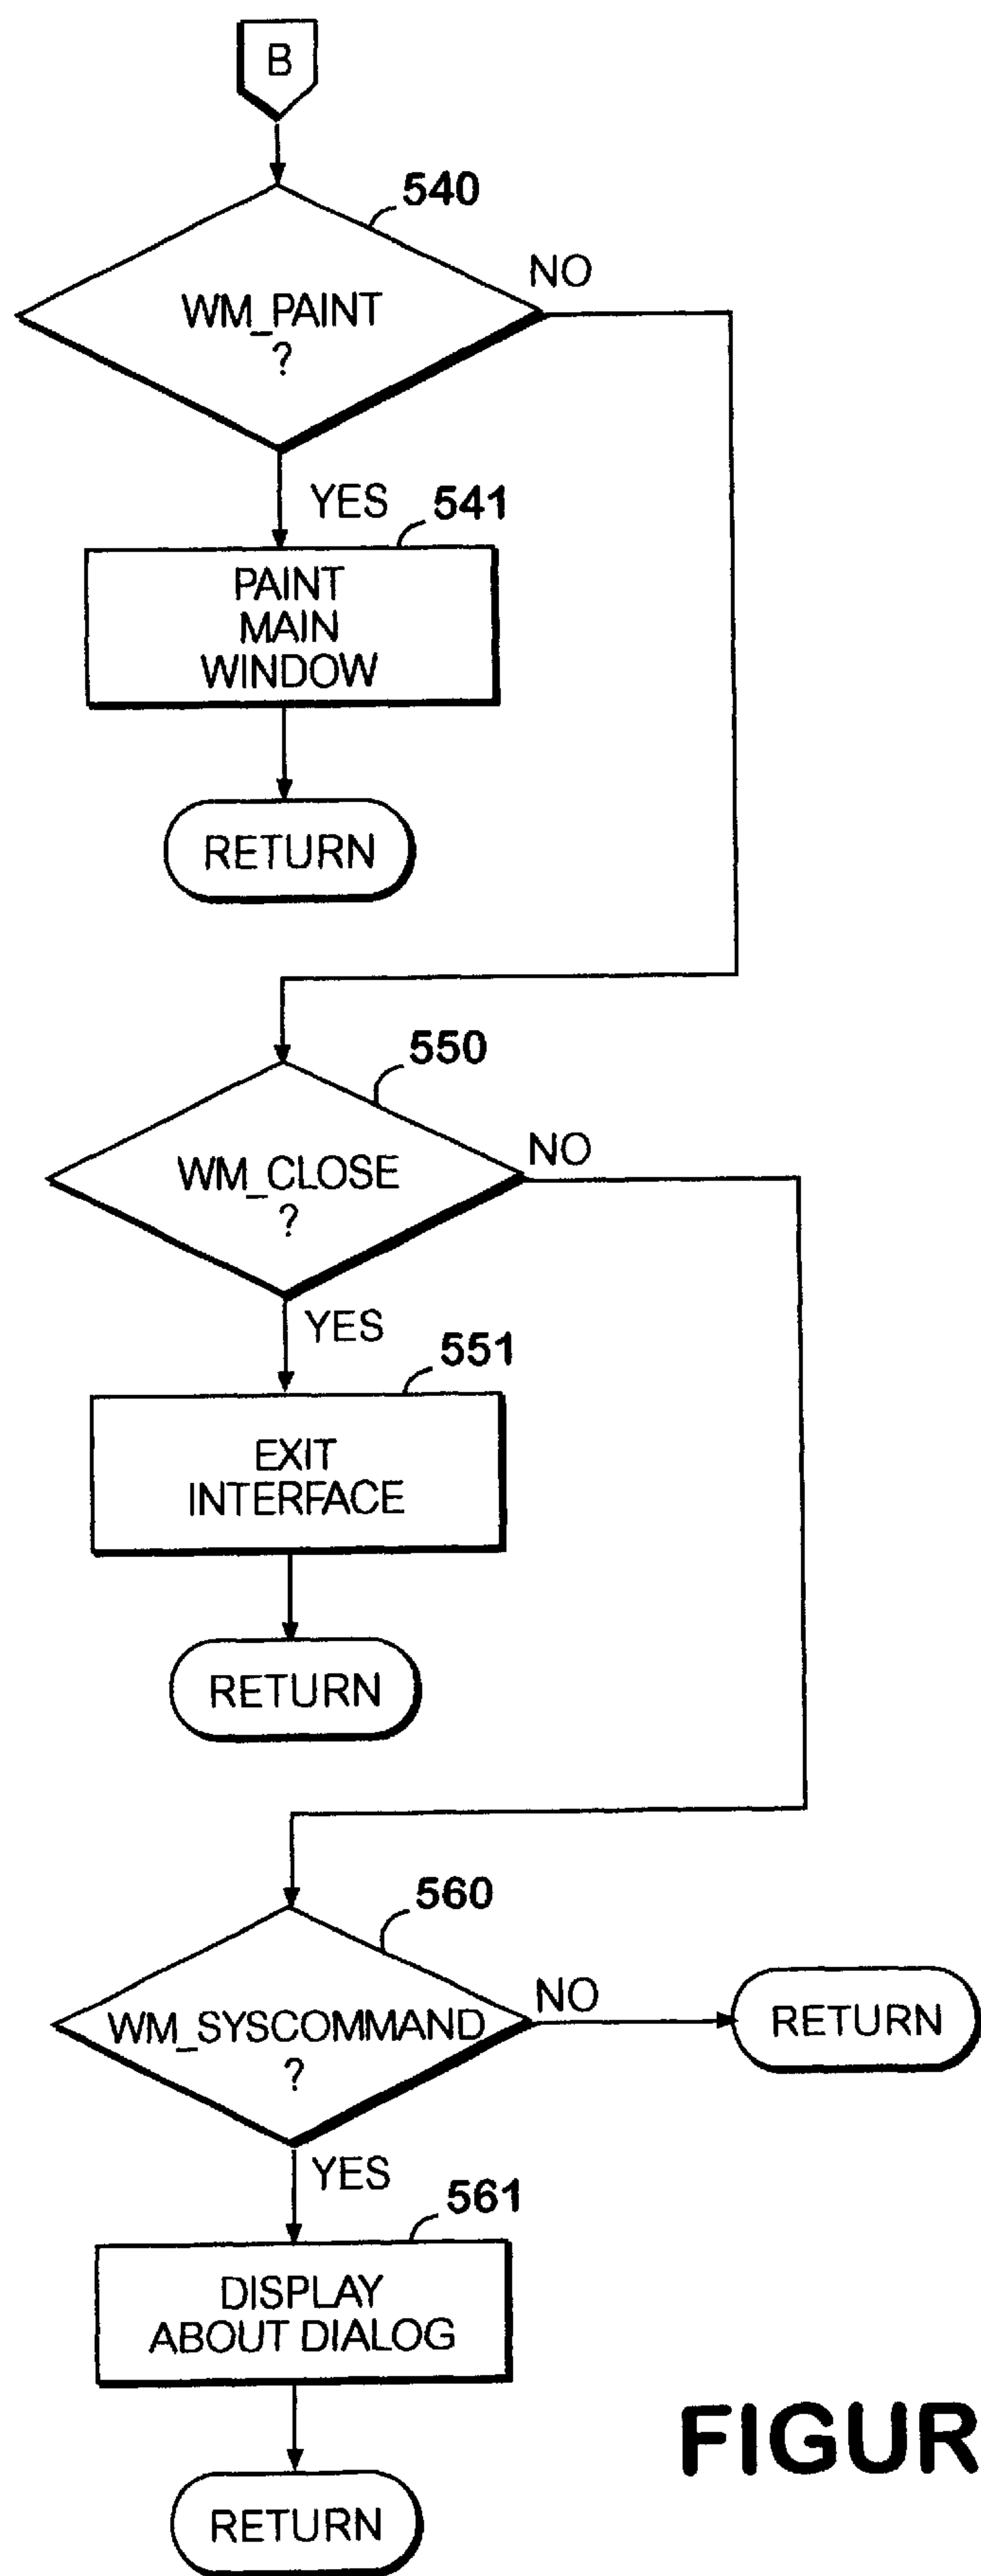 B
540
NO
WM_PAINT
?
YES
541
PAINT
MAIN
WINDOW
RETURN
550
NO
WM_CLOSE
?
YES
551
EXIT
INTERFACE
RETURN
560
NO
WM_SYSCOMMAND
?
RETURN
YES
561
DISPLAY
ABOUT DIALOG
FIGUR
RETURN